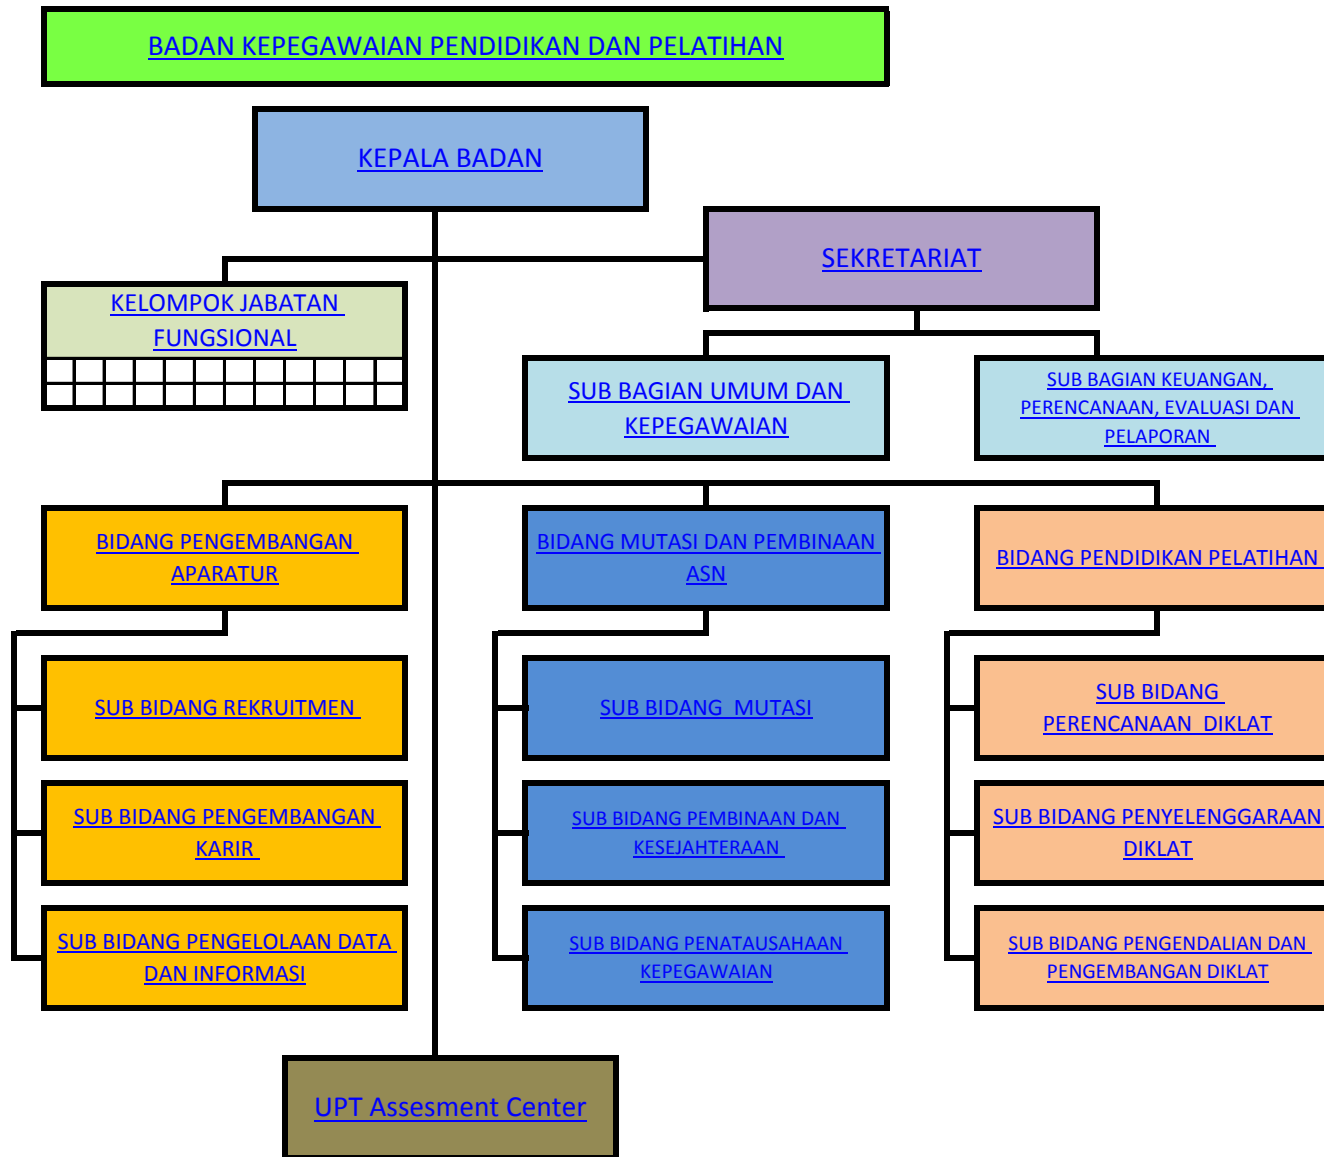 BADAN KEPEGAWAIAN PENDIDIKAN DAN PELATIHAN
KEPALA BADAN
SEKRETARIAT
KELOMPOK JABATAN
FUNGSIONAL
SUB BAGIAN UMUM DAN
KEPEGAWAIAN
SUB BAGIAN KEUANGAN,
PERENCANAAN, EVALUASI DAN
PELAPORAN
BIDANG PENGEMBANGAN
APARATUR
BIDANG MUTASI DAN PEMBINAAN
ASN
BIDANG PENDIDIKAN PELATIHAN
SUB BIDANG REKRUITMEN
SUB BIDANG  MUTASI
SUB BIDANG
PERENCANAAN  DIKLAT
SUB BIDANG PENGEMBANGAN
KARIR
SUB BIDANG PEMBINAAN DAN
KESEJAHTERAAN
SUB BIDANG PENYELENGGARAAN
DIKLAT
SUB BIDANG PENGELOLAAN DATA
DAN INFORMASI
SUB BIDANG PENATAUSAHAAN
KEPEGAWAIAN
SUB BIDANG PENGENDALIAN DAN
PENGEMBANGAN DIKLAT
UPT Assesment Center